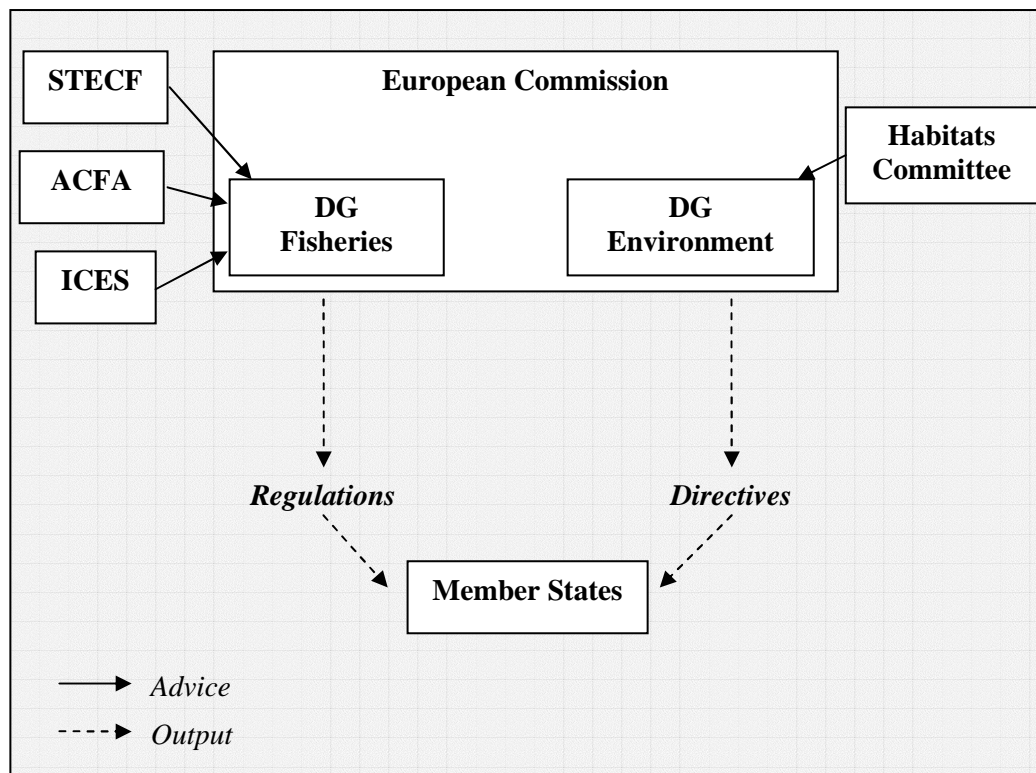 STECF
European Commission
Habitats
Committee
ACFA
DG
Fisheries
DG
Environment
ICES
Regulations
Directives
Member States
Advice
Output